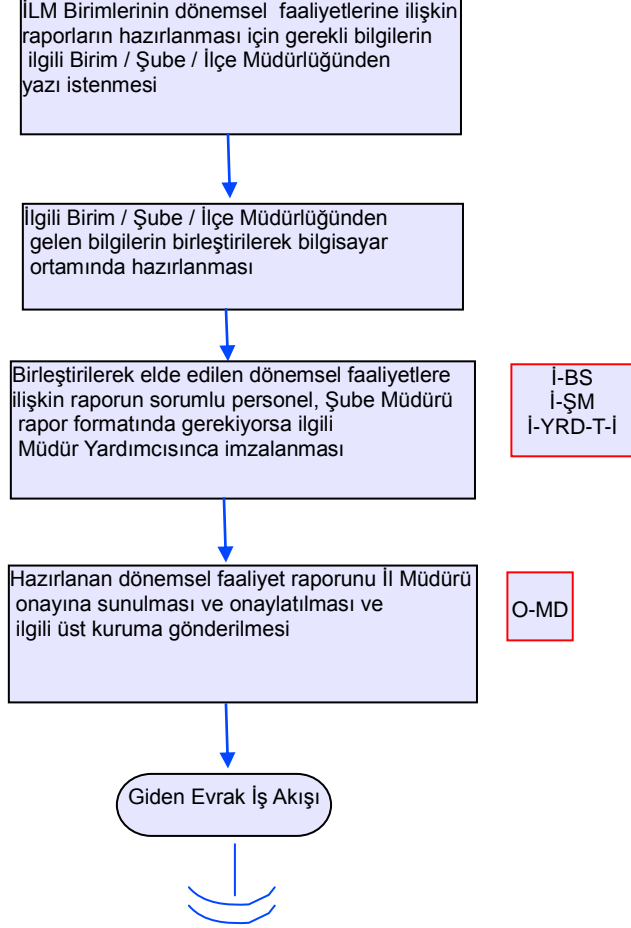 İLM Birimlerinin dönemsel faaliyetlerine ilişkin
raporların hazırlanması için gerekli bilgilerin
ilgili Birim / Şube / İlçe Müdürlüğünden
yazı istenmesi
İlgili Birim / Şube / İlçe Müdürlüğünden
gelen bilgilerin birleştirilerek bilgisayar
ortamında hazırlanması
Birleştirilerek elde edilen dönemsel faaliyetlere
ilişkin raporun sorumlu personel, Şube Müdürü
rapor formatında gerekiyorsa ilgili
Müdür Yardımcısınca imzalanması
İ-BS
İ-ŞM
İ-YRD-T-İ
Hazırlanan dönemsel faaliyet raporunu İl Müdürü
onayına sunulması ve onaylatılması ve
ilgili üst kuruma gönderilmesi
O-MD
Giden Evrak İş Akışı